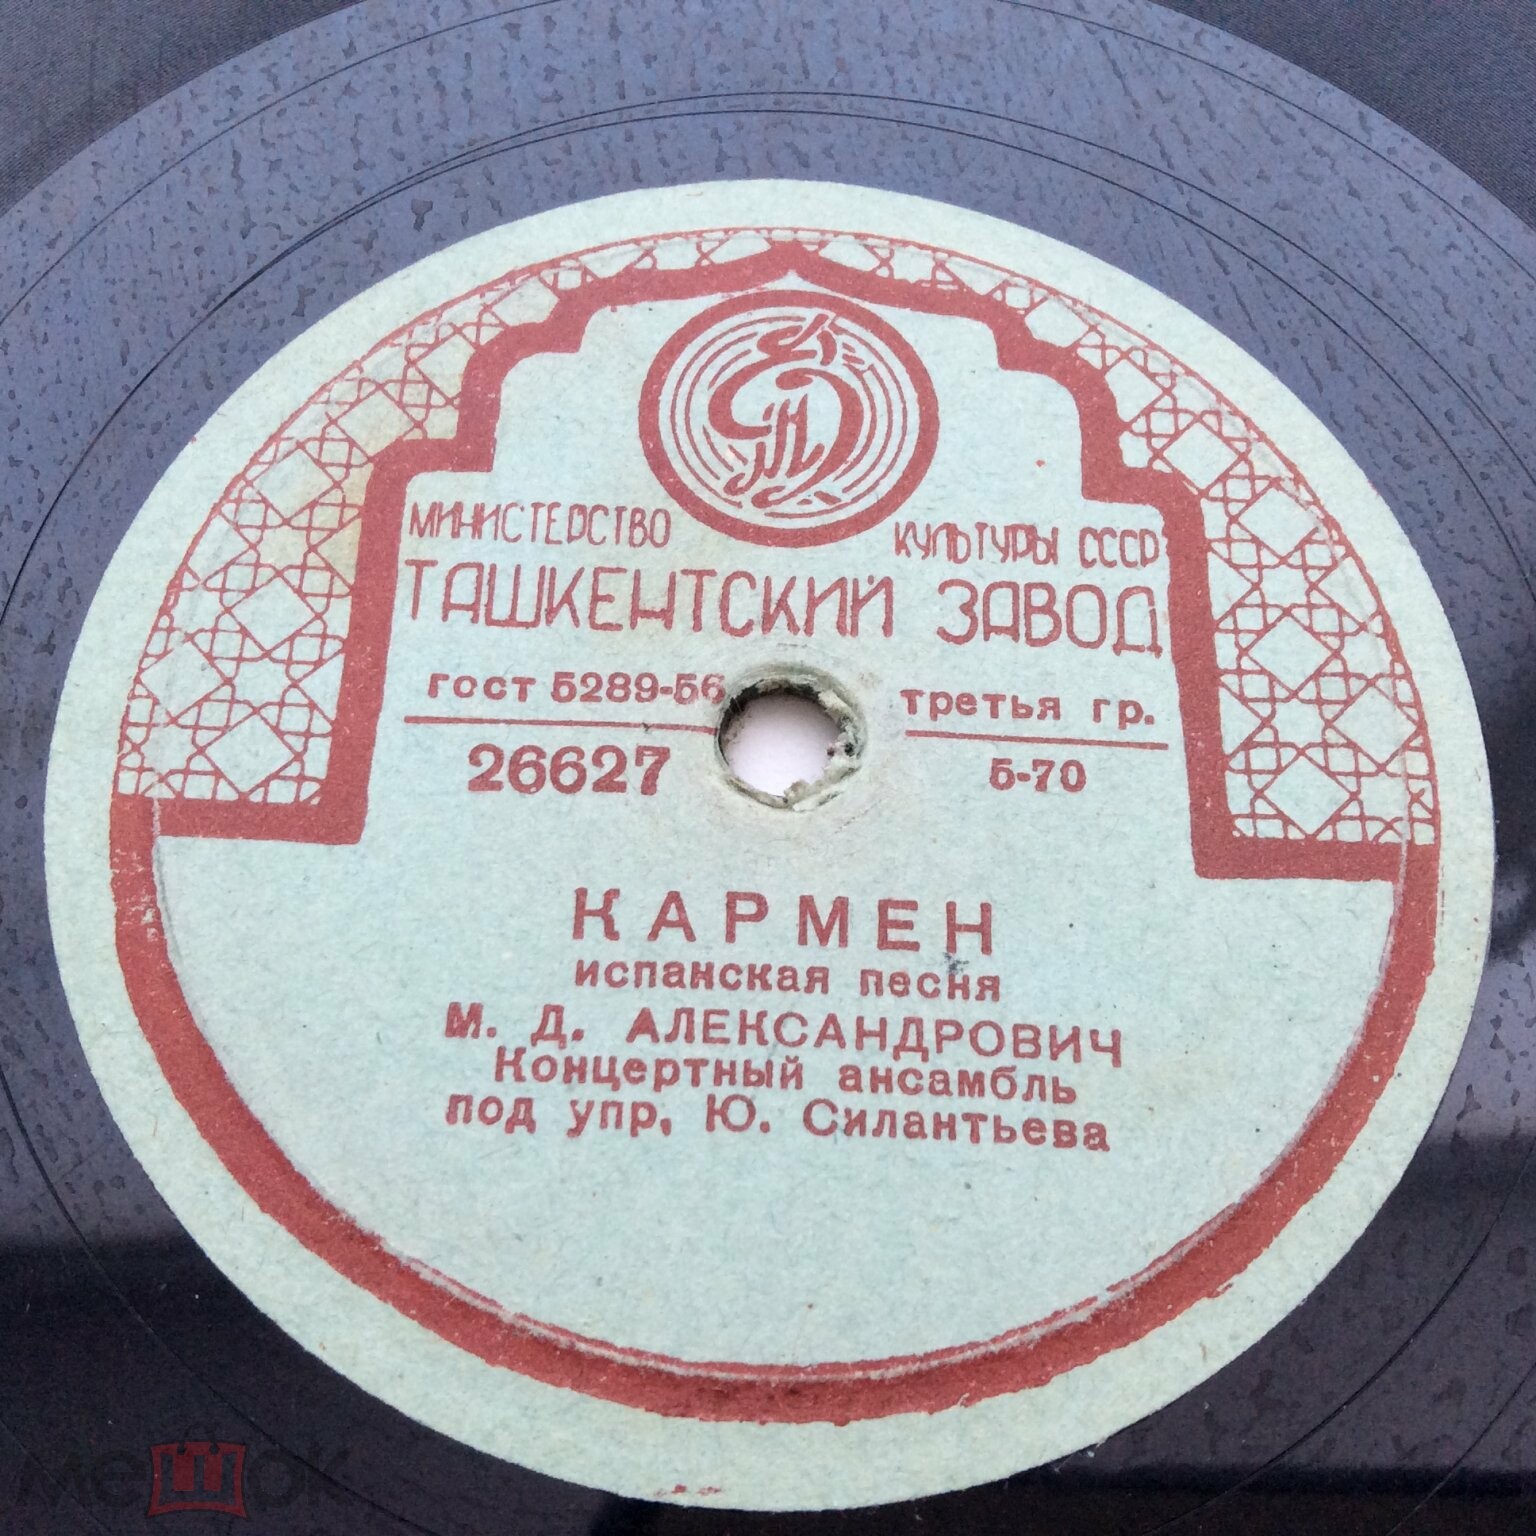 МИНИСТЕРСТВО КУЛЬТУРЫ СССР
ТАШКЕНТСКИЙ ЗАВОД
гост 5289-56 третья гр.
26627 5-70
КАРМЕН
испанская песня
М. Д. АЛЕКСАНДРОВИЧ
Концертный ансамбль
под упр. Ю. Силантьева
мешок